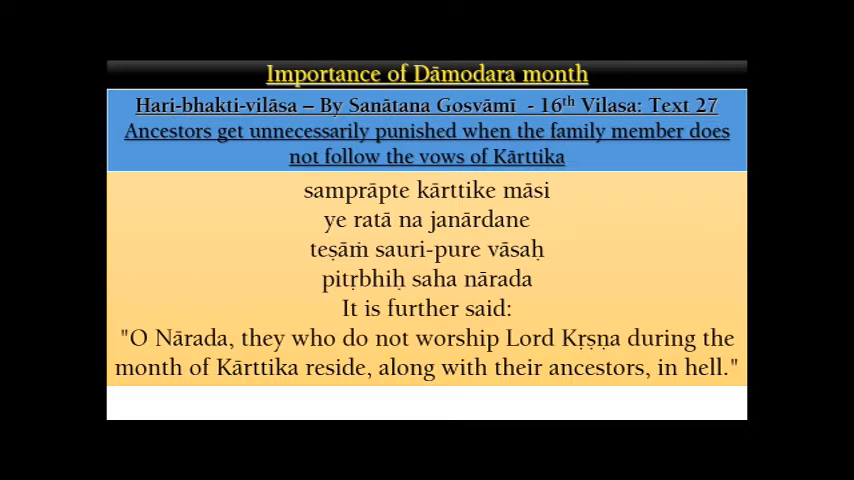 Importance of Dāmodara month
Hari-bhakti-vilāsa – By Sanātana Gosvāmī - 16th Vilasa: Text 27
Ancestors get unnecessarily punished when the family member does
not follow the vows of Kārttika
samprāpte kārttike māsi
ye ratā na janārdane
teṣāṁ sauri-pure vāsaḥ
pitṛbhiḥ saha nārada
It is further said:
"O Nārada, they who do not worship Lord Kṛṣṇa during the
month of Kārttika reside, along with their ancestors, in hell."